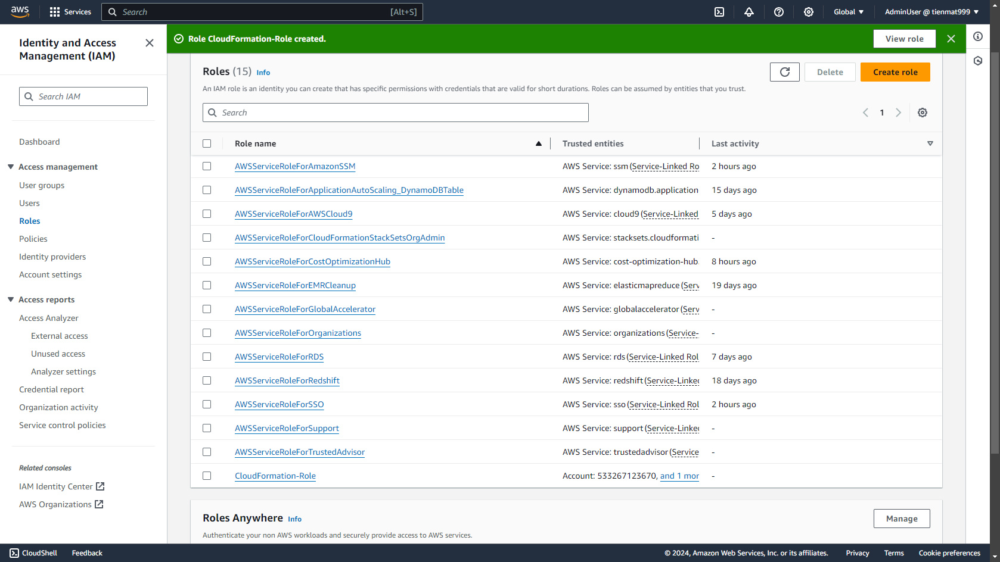 aws
Services
Search
[Alt+S]
Global
AdminUser @ tienmat999
Identity and Access
Management (IAM)
Search IAM
Dashboard
Access management
User groups
Users
Roles
Policies
Identity providers
Account settings
Access reports
Access Analyzer
External access
Unused access
Analyzer settings
Credential report
Organization activity
Service control policies
Related consoles
IAM Identity Center
AWS Organizations
Role CloudFormation-Role created.
View role
Roles (15) Info
Delete
Create role
An IAM role is an identity you can create that has specific permissions with credentials that are valid for short durations. Roles can be assumed by entities that you trust.
Search
1
Role name Trusted entities Last activity
AWSServiceRoleForAmazonSSM AWS Service: ssm (Service-Linked Ro 2 hours ago
AWSServiceRoleForApplicationAutoScaling_DynamoDBTable AWS Service: dynamodb.application 15 days ago
AWSServiceRoleForAWSCloud9 AWS Service: cloud9 (Service-Linked 5 days ago
AWSServiceRoleForCloudFormationStackSetsOrgAdmin AWS Service: stacksets.cloudformati -
AWSServiceRoleForCostOptimizationHub AWS Service: cost-optimization-hub. 8 hours ago
AWSServiceRoleForEMRCleanup AWS Service: elasticmapreduce (Serv 19 days ago
AWSServiceRoleForGlobalAccelerator AWS Service: globalaccelerator (Serv -
AWSServiceRoleForOrganizations AWS Service: organizations (Service- -
AWSServiceRoleForRDS AWS Service: rds (Service-Linked Rol 7 days ago
AWSServiceRoleForRedshift AWS Service: redshift (Service-Linked 18 days ago
AWSServiceRoleForSSO AWS Service: sso (Service-Linked Rol 2 hours ago
AWSServiceRoleForSupport AWS Service: support (Service-Linked -
AWSServiceRoleForTrustedAdvisor AWS Service: trustedadvisor (Service -
CloudFormation-Role Account: 533267123670, and 1 mor -
Roles Anywhere Info
Manage
Authenticate your non AWS workloads and securely provide access to AWS services.
CloudShell
Feedback
© 2024, Amazon Web Services, Inc. or its affiliates.
Privacy
Terms
Cookie preferences